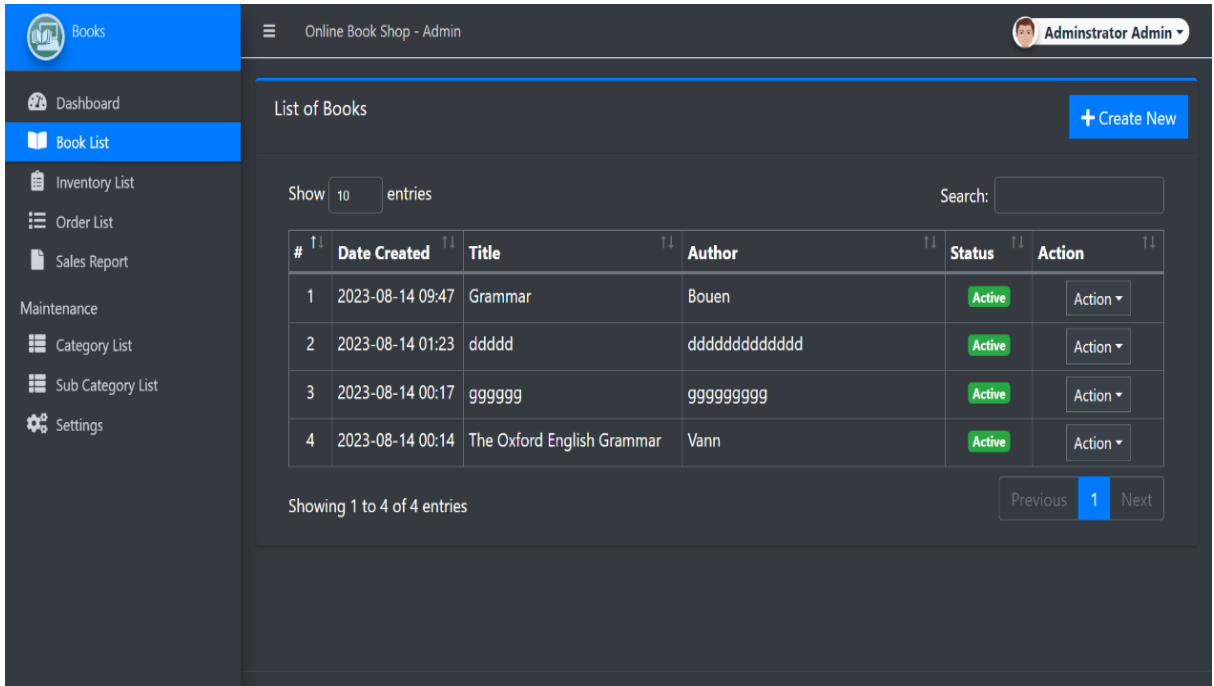 Books
Online Book Shop - Admin
Adminstrator Admin
Dashboard
Book List
Inventory List
Order List
Sales Report
Maintenance
Category List
Sub Category List
Settings
List of Books
Create New
Show 10 entries
Search:
# Date Created Title Author Status Action
1 2023-08-14 09:47 Grammar Bouen Active Action
2 2023-08-14 01:23 ddddd ddddddddddddd Active Action
3 2023-08-14 00:17 gggggg ggggggggg Active Action
4 2023-08-14 00:14 The Oxford English Grammar Vann Active Action
Showing 1 to 4 of 4 entries
Previous 1 Next